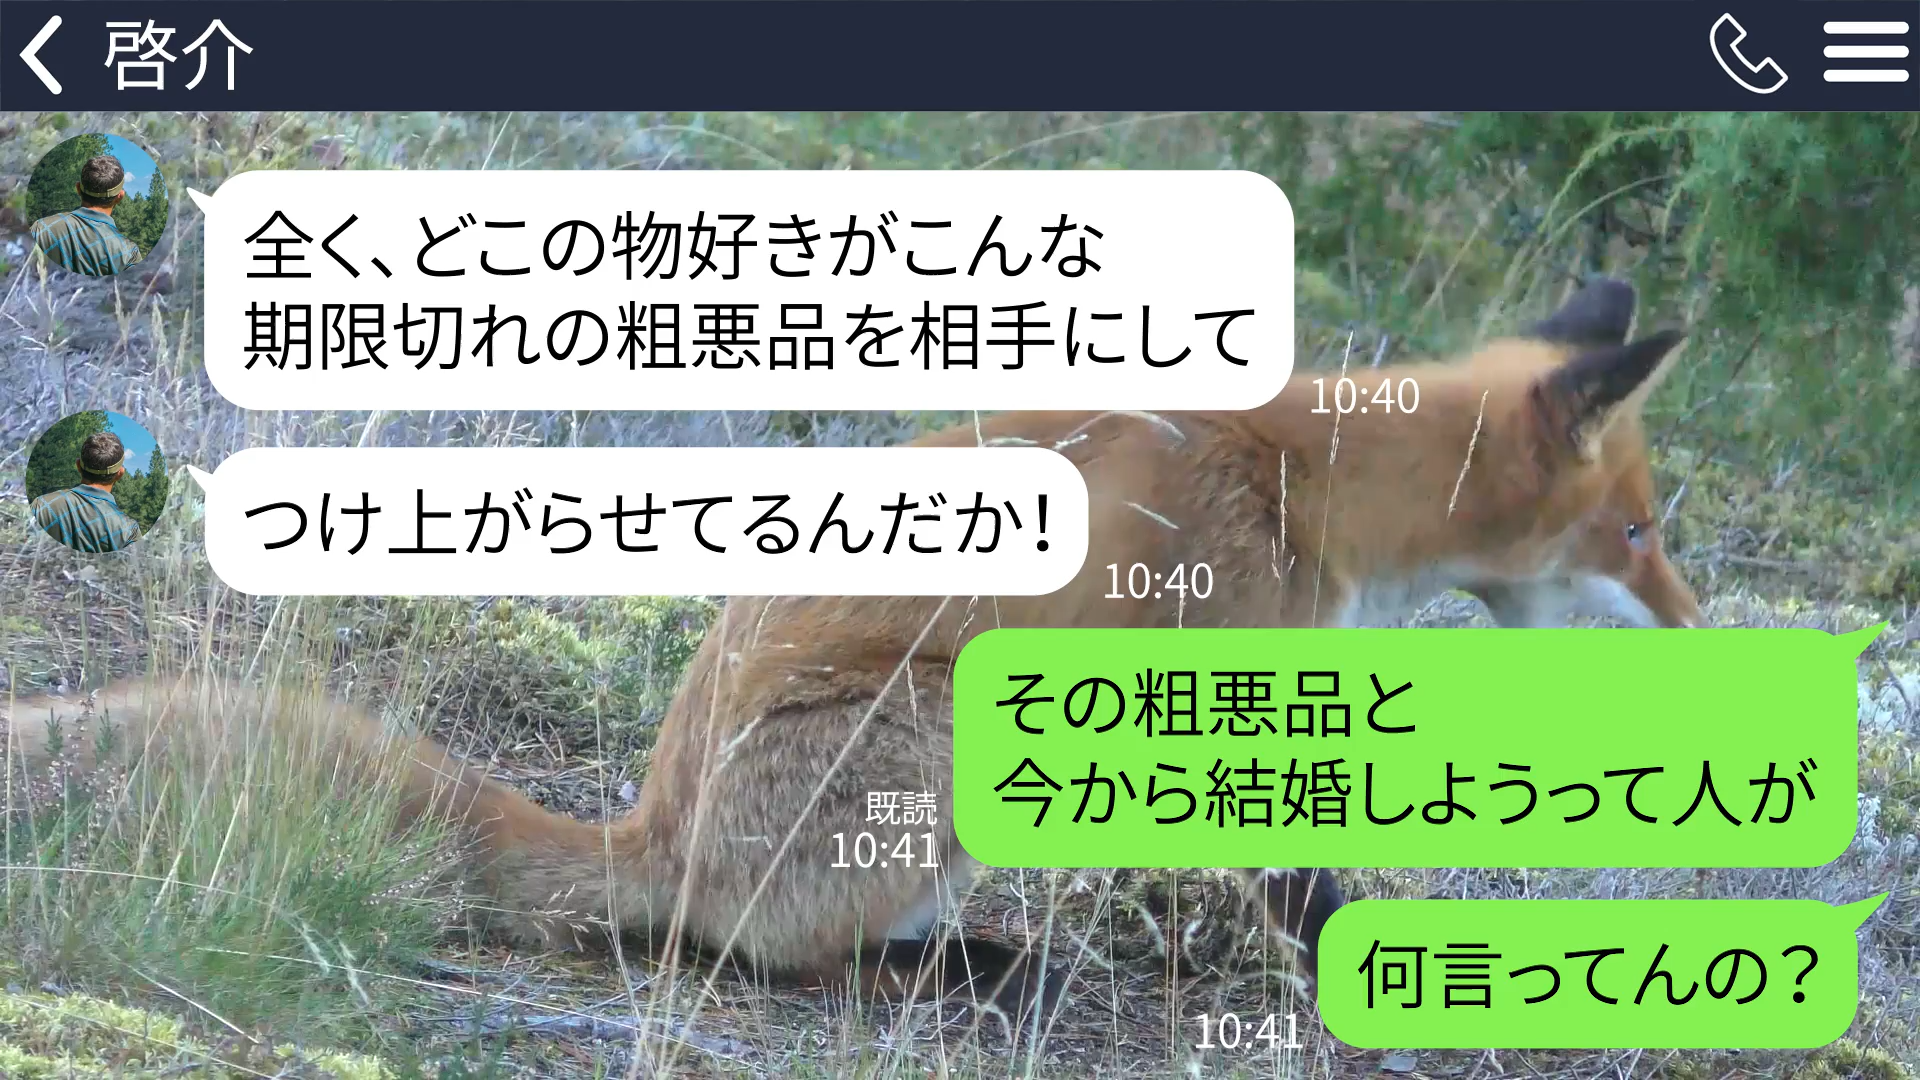 啓介
全く、どこの物好きがこんな
期限切れの粗悪品を相手にして
10:40
つけ上がらせてるんだか！
10:40
その粗悪品と
今から結婚しようって人が
既読
10:41
何言ってんの？
10:41